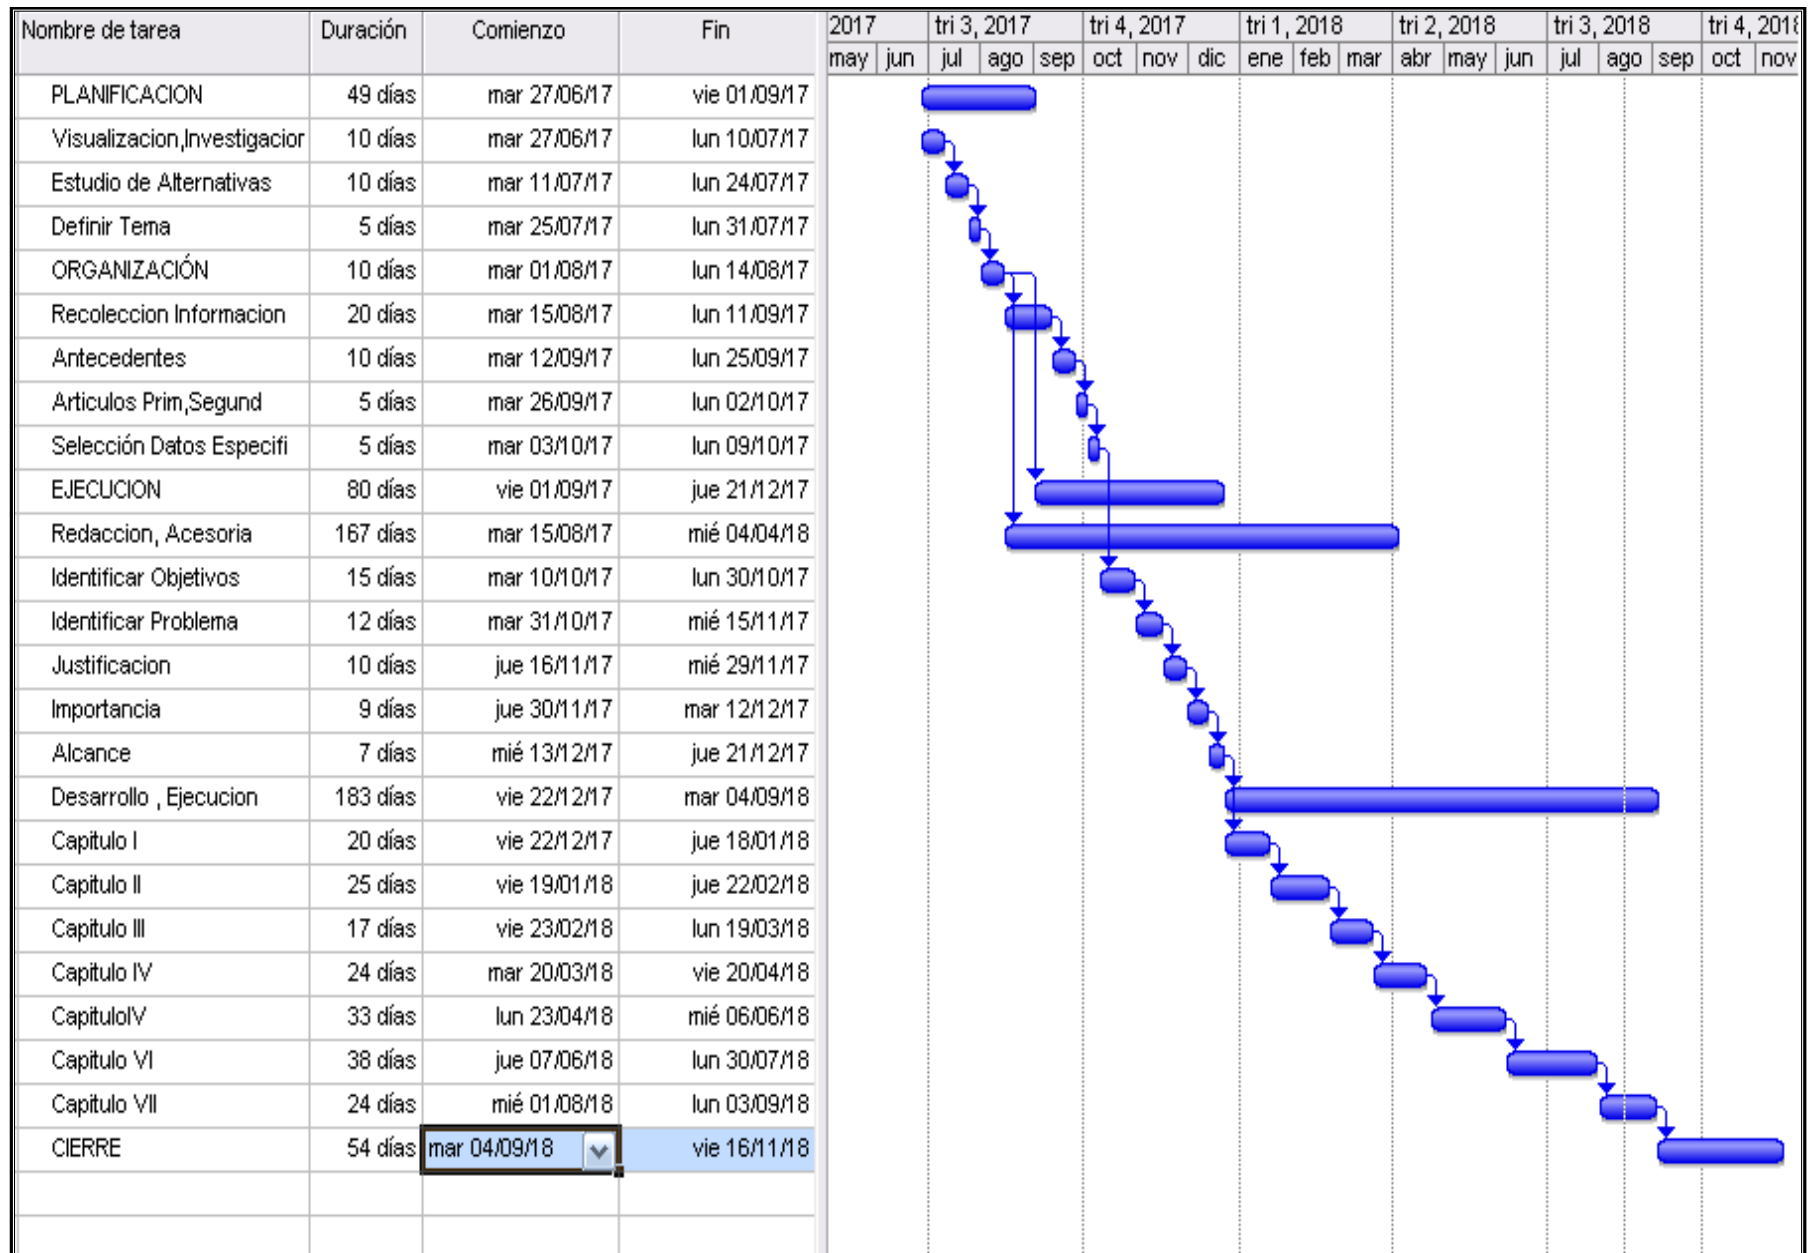 Nombre de tarea Duración Comienzo Fin 2017 tri 3, 2017 tri 4, 2017 tri 1, 2018 tri 2, 2018 tri 3, 2018 tri 4, 2018
may jun jul ago sep oct nov dic ene feb mar abr may jun jul ago sep oct nov
PLANIFICACION 49 días mar 27/06/17 vie 01/09/17
Visualizacion,Investigacior 10 días mar 27/06/17 lun 10/07/17
Estudio de Alternativas 10 días mar 11/07/17 lun 24/07/17
Definir Tema 5 días mar 25/07/17 lun 31/07/17
ORGANIZACIÓN 10 días mar 01/08/17 lun 14/08/17
Recoleccion Informacion 20 días mar 15/08/17 lun 11/09/17
Antecedentes 10 días mar 12/09/17 lun 25/09/17
Articulos Prim,Segund 5 días mar 26/09/17 lun 02/10/17
Selección Datos Especifi 5 días mar 03/10/17 lun 09/10/17
EJECUCION 80 días vie 01/09/17 jue 21/12/17
Redaccion, Acesoria 167 días mar 15/08/17 mié 04/04/18
Identificar Objetivos 15 días mar 10/10/17 lun 30/10/17
Identificar Problema 12 días mar 31/10/17 mié 15/11/17
Justificacion 10 días jue 16/11/17 mié 29/11/17
Importancia 9 días jue 30/11/17 mar 12/12/17
Alcance 7 días mié 13/12/17 jue 21/12/17
Desarrollo , Ejecucion 183 días vie 22/12/17 mar 04/09/18
Capitulo I 20 días vie 22/12/17 jue 18/01/18
Capitulo II 25 días vie 19/01/18 jue 22/02/18
Capitulo III 17 días vie 23/02/18 lun 19/03/18
Capitulo IV 24 días mar 20/03/18 vie 20/04/18
CapituloIV 33 días lun 23/04/18 mié 06/06/18
Capitulo VI 38 días jue 07/06/18 lun 30/07/18
Capitulo VII 24 días mié 01/08/18 lun 03/09/18
CIERRE 54 días mar 04/09/18 vie 16/11/18